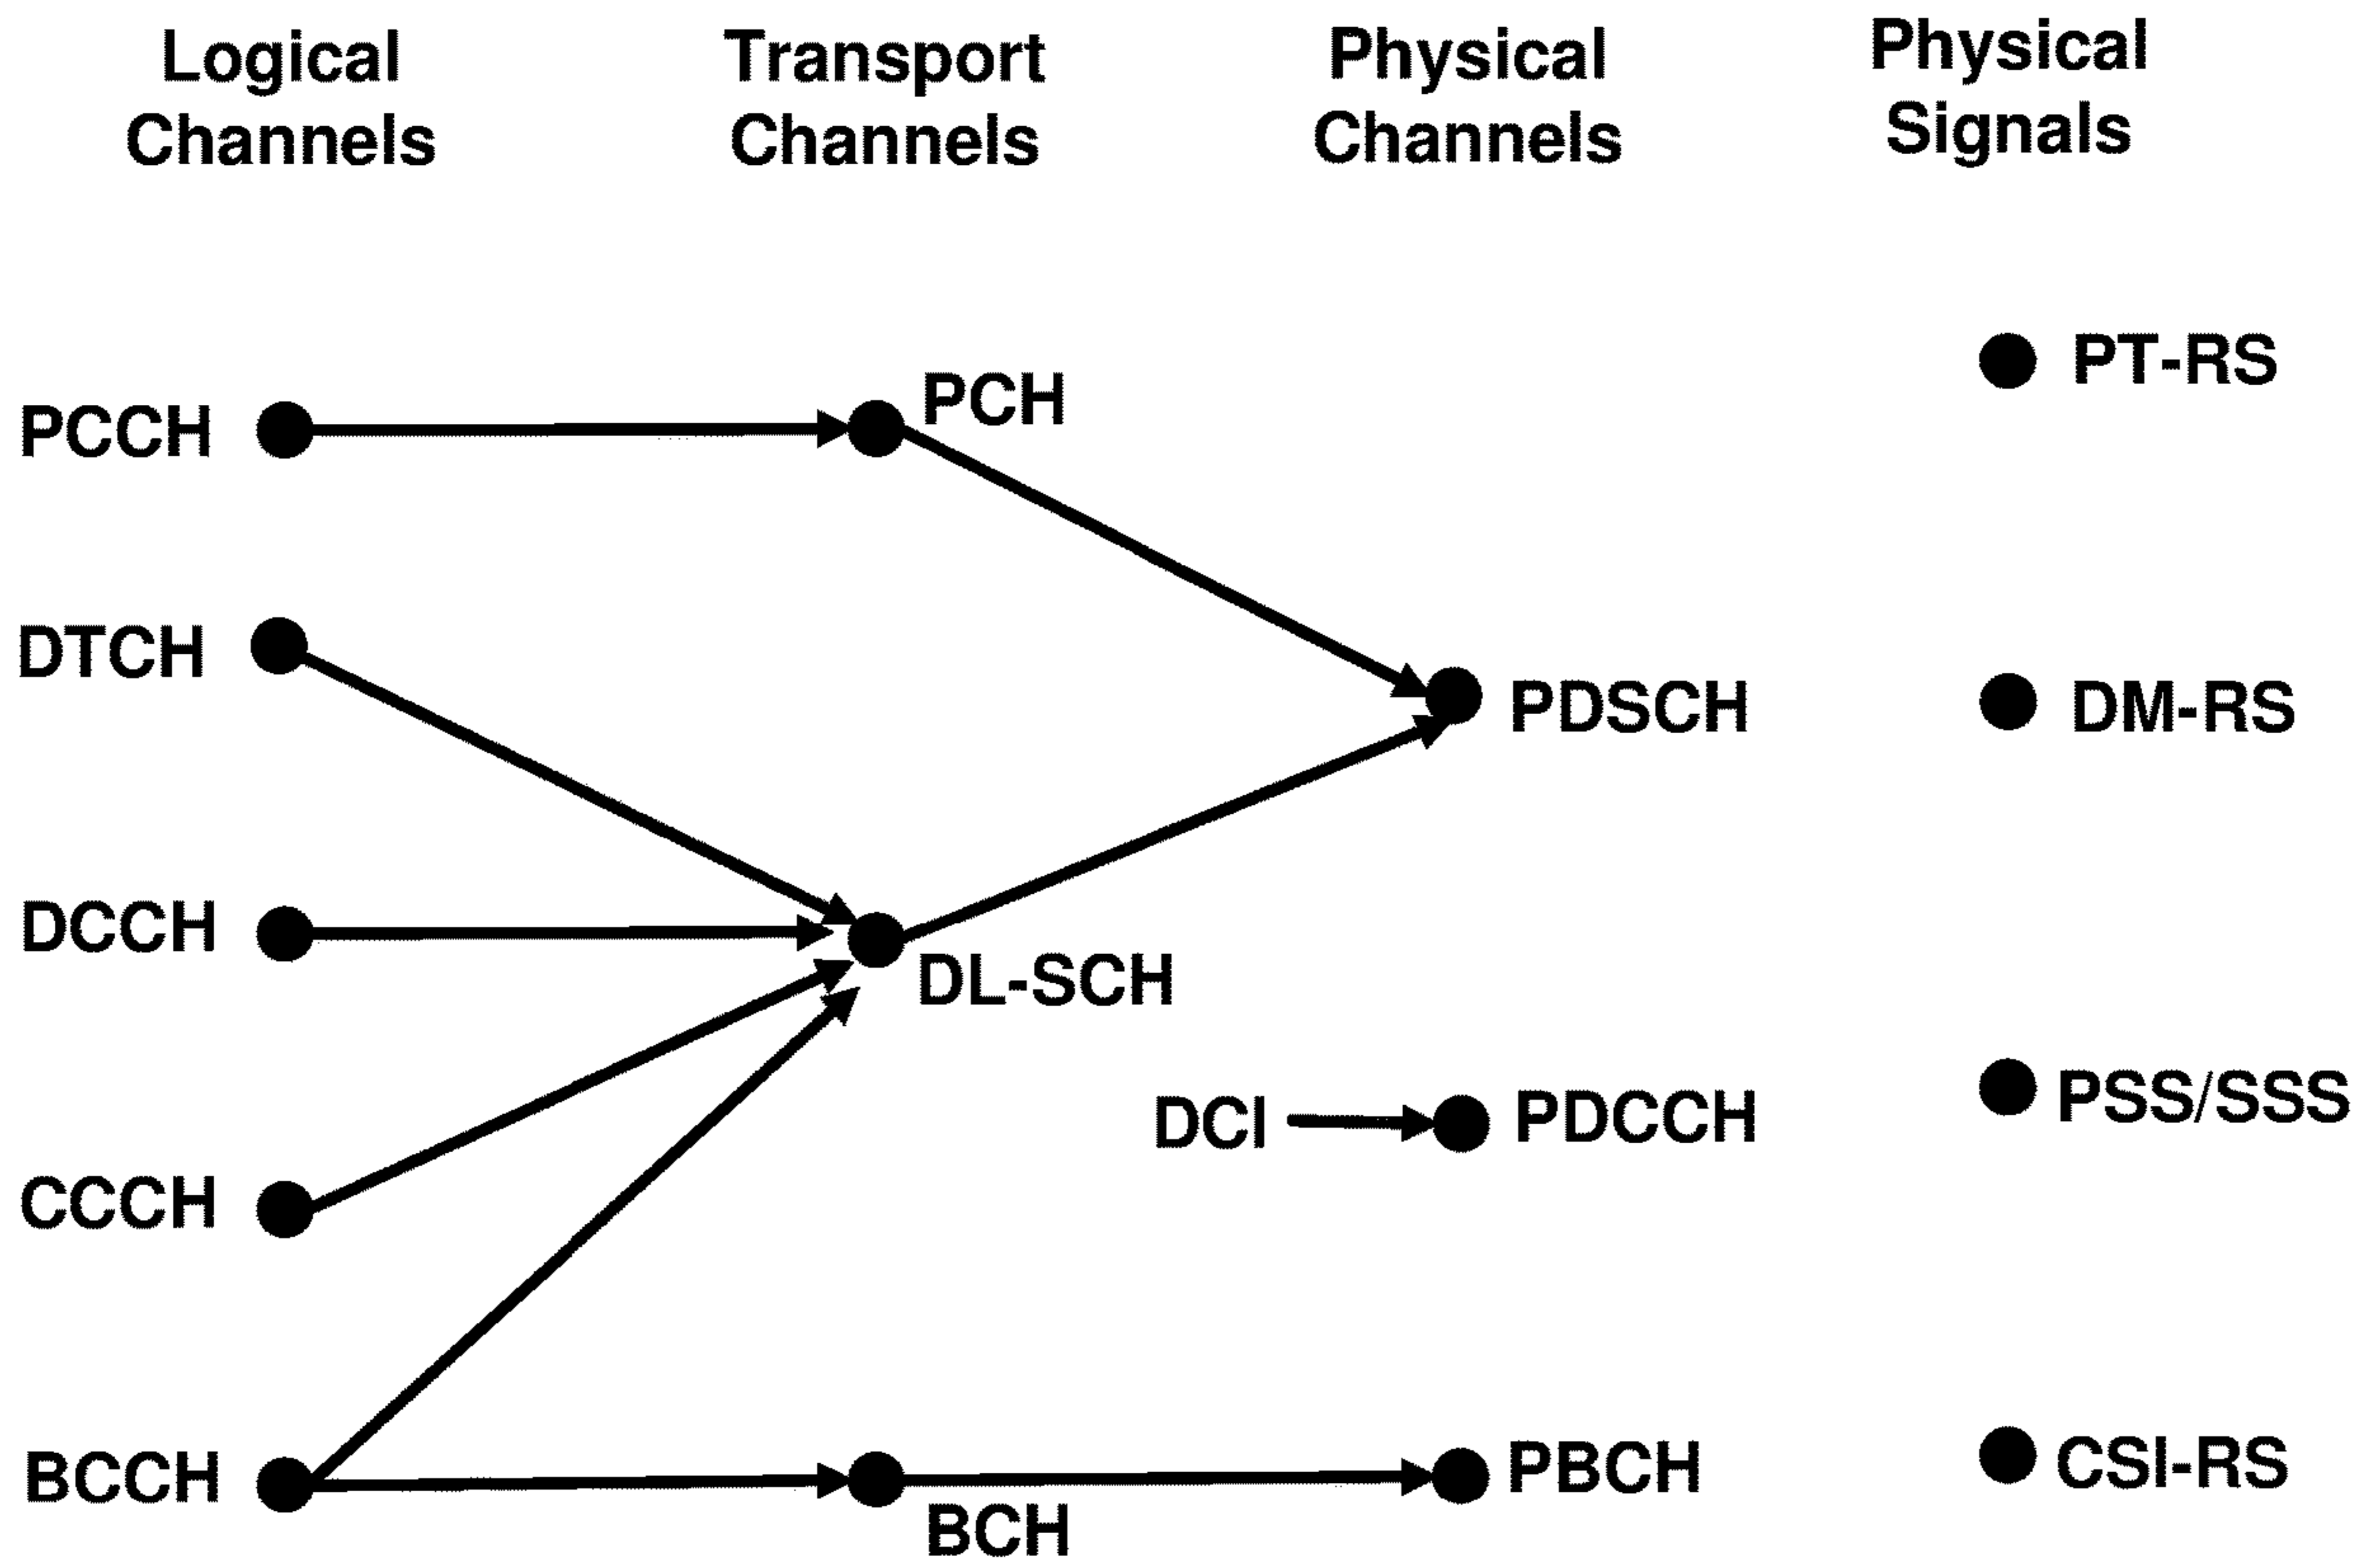 Logical
Channels
Transport
Channels
Physical
Channels
Physical
Signals
PCCH
PCH
PT-RS
DTCH
PDSCH
DM-RS
DCCH
DL-SCH
DCI
PDCCH
PSS/SSS
CCCH
BCCH
BCH
PBCH
CSI-RS